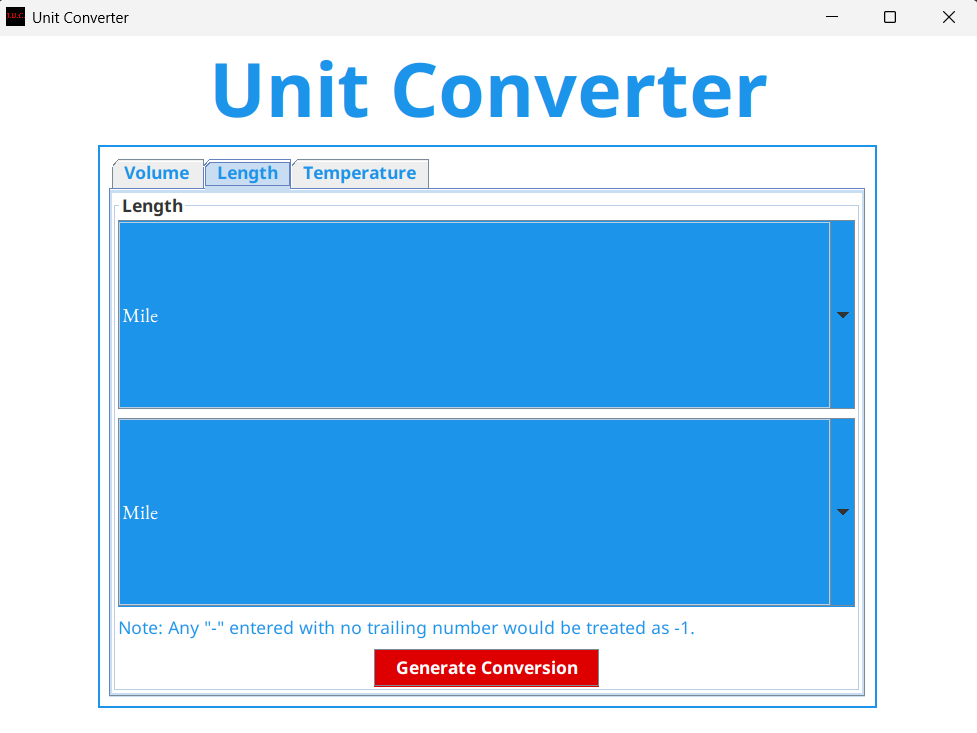 Unit Converter
Unit Converter
Volume Length Temperature
Length
Mile
Mile
Note: Any "-" entered with no trailing number would be treated as -1.
Generate Conversion